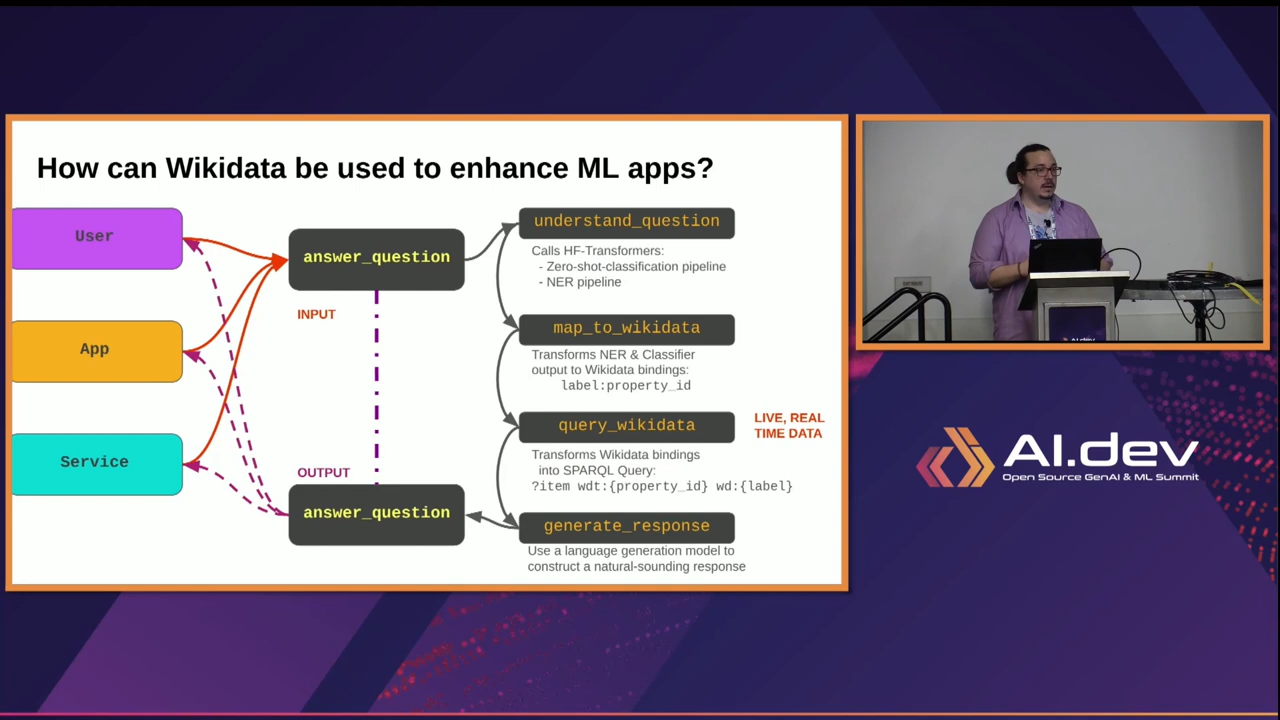 How can Wikidata be used to enhance ML apps?
User
App
Service
answer_question
INPUT
OUTPUT
answer_question
understand_question
Calls HF-Transformers:
- Zero-shot-classification pipeline
- NER pipeline
map_to_wikidata
Transforms NER & Classifier
output to Wikidata bindings:
label:property_id
query_wikidata
LIVE, REAL
TIME DATA
Transforms Wikidata bindings
into SPARQL Query:
?item wdt:{property_id} wd:{label}
generate_response
Use a language generation model to
construct a natural-sounding response
AI.dev
Open Source GenAI & ML Summit